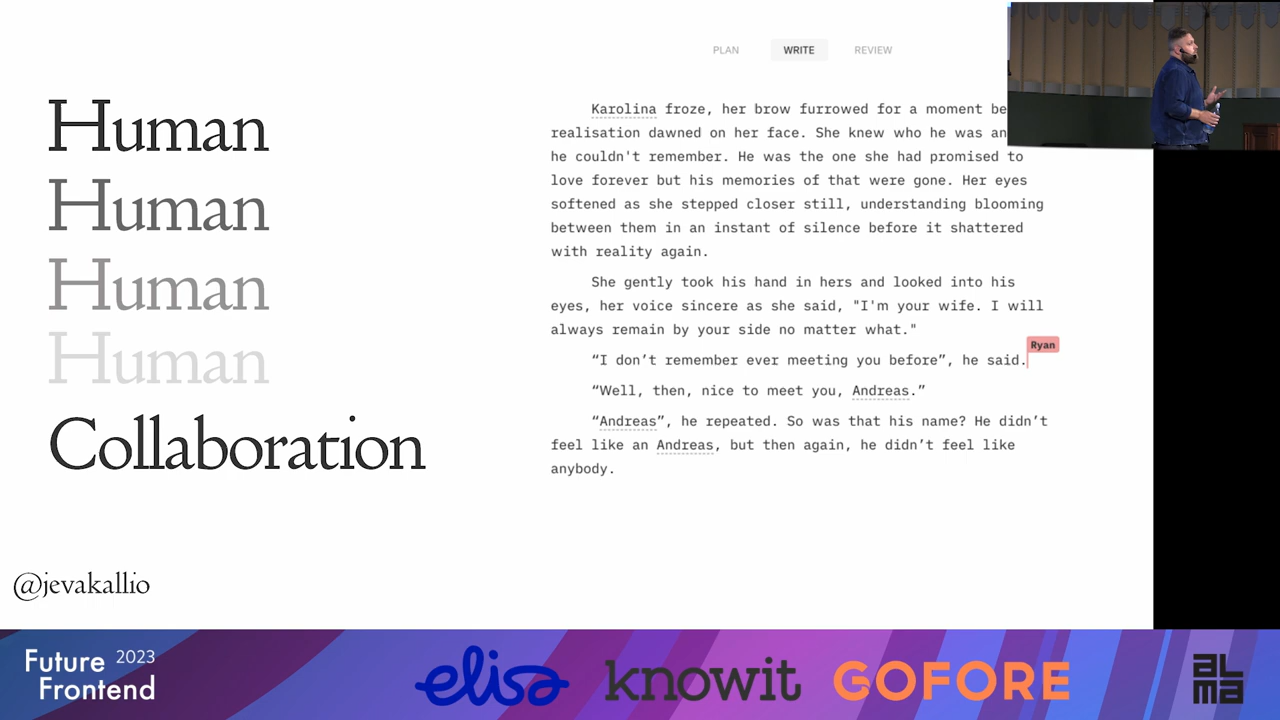 Human
Human
Human
Human
Collaboration
@jevakallio
PLAN WRITE REVIEW
Karolina froze, her brow furrowed for a moment be
realisation dawned on her face. She knew who he was an
he couldn't remember. He was the one she had promised to
love forever but his memories of that were gone. Her eyes
softened as she stepped closer still, understanding blooming
between them in an instant of silence before it shattered
with reality again.
She gently took his hand in hers and looked into his
eyes, her voice sincere as she said, "I'm your wife. I will
always remain by your side no matter what."
Ryan
“I don’t remember ever meeting you before”, he said.
“Well, then, nice to meet you, Andreas.”
“Andreas”, he repeated. So was that his name? He didn’t
feel like an Andreas, but then again, he didn’t feel like
anybody.
Future 2023
Frontend
elisa
knowit
GOFORE
aL
ma